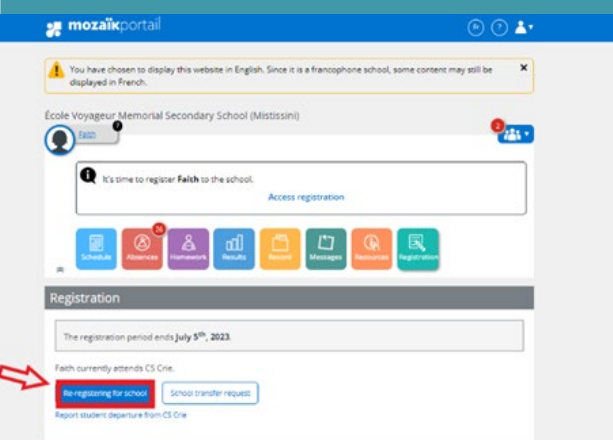 mozaïkportail
Fr ?
You have chosen to display this website in English. Since it is a francophone school, some content may still be
displayed in French.
École Voyageur Memorial Secondary School (Mistissini)
Faith
2
It's time to register Faith to the school.
Access registration
26
Schedule Absences Homework Results Record Messages Resources Registration
Registration
The registration period ends July 5th, 2023.
Faith currently attends CS Crie.
Re-registering for school School transfer request
Report student departure from CS Crie